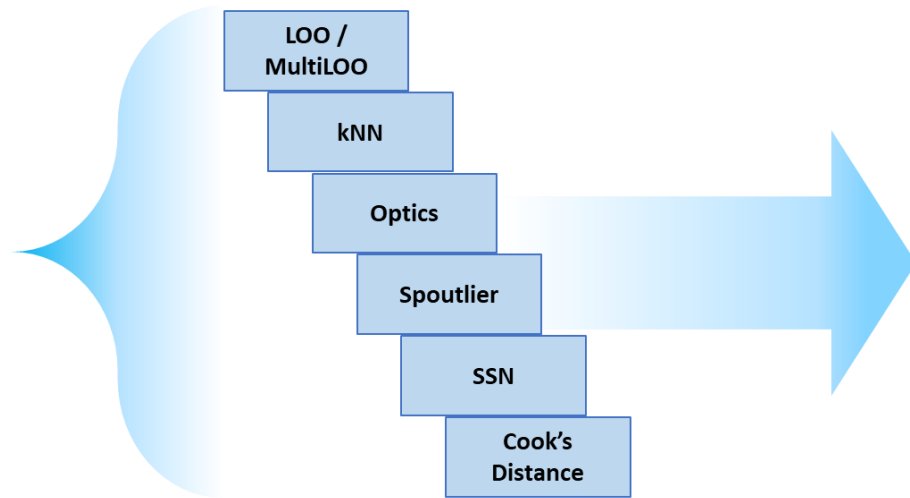 LOO /
MultiLOO
kNN
Optics
Spoutlier
SSN
Cook’s
Distance